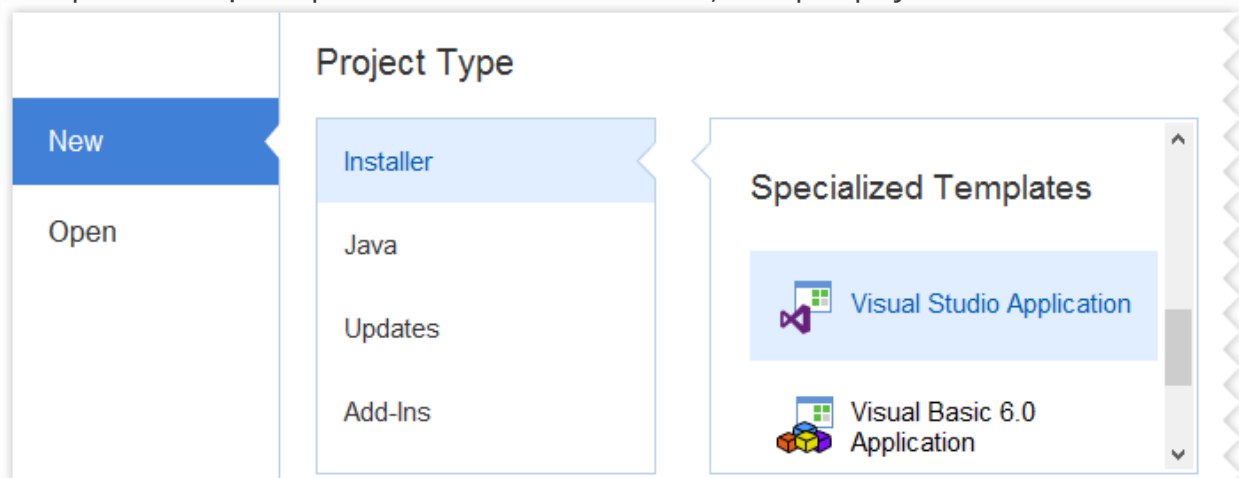 Project Type
New
Open
Installer
Java
Updates
Add-Ins
Specialized Templates
Visual Studio Application
Visual Basic 6.0
Application